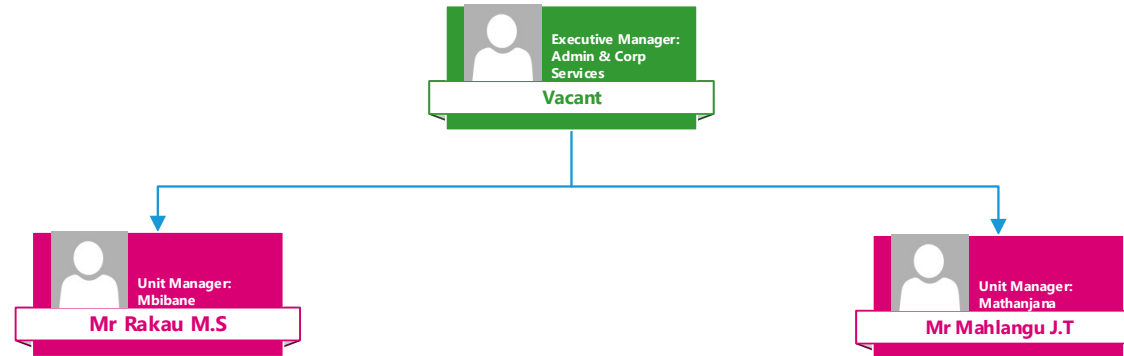 Executive Manager:
Admin & Corp
Services
Vacant
Unit Manager:
Mbibane
Mr Rakau M.S
Unit Manager:
Mathanjana
Mr Mahlangu J.T